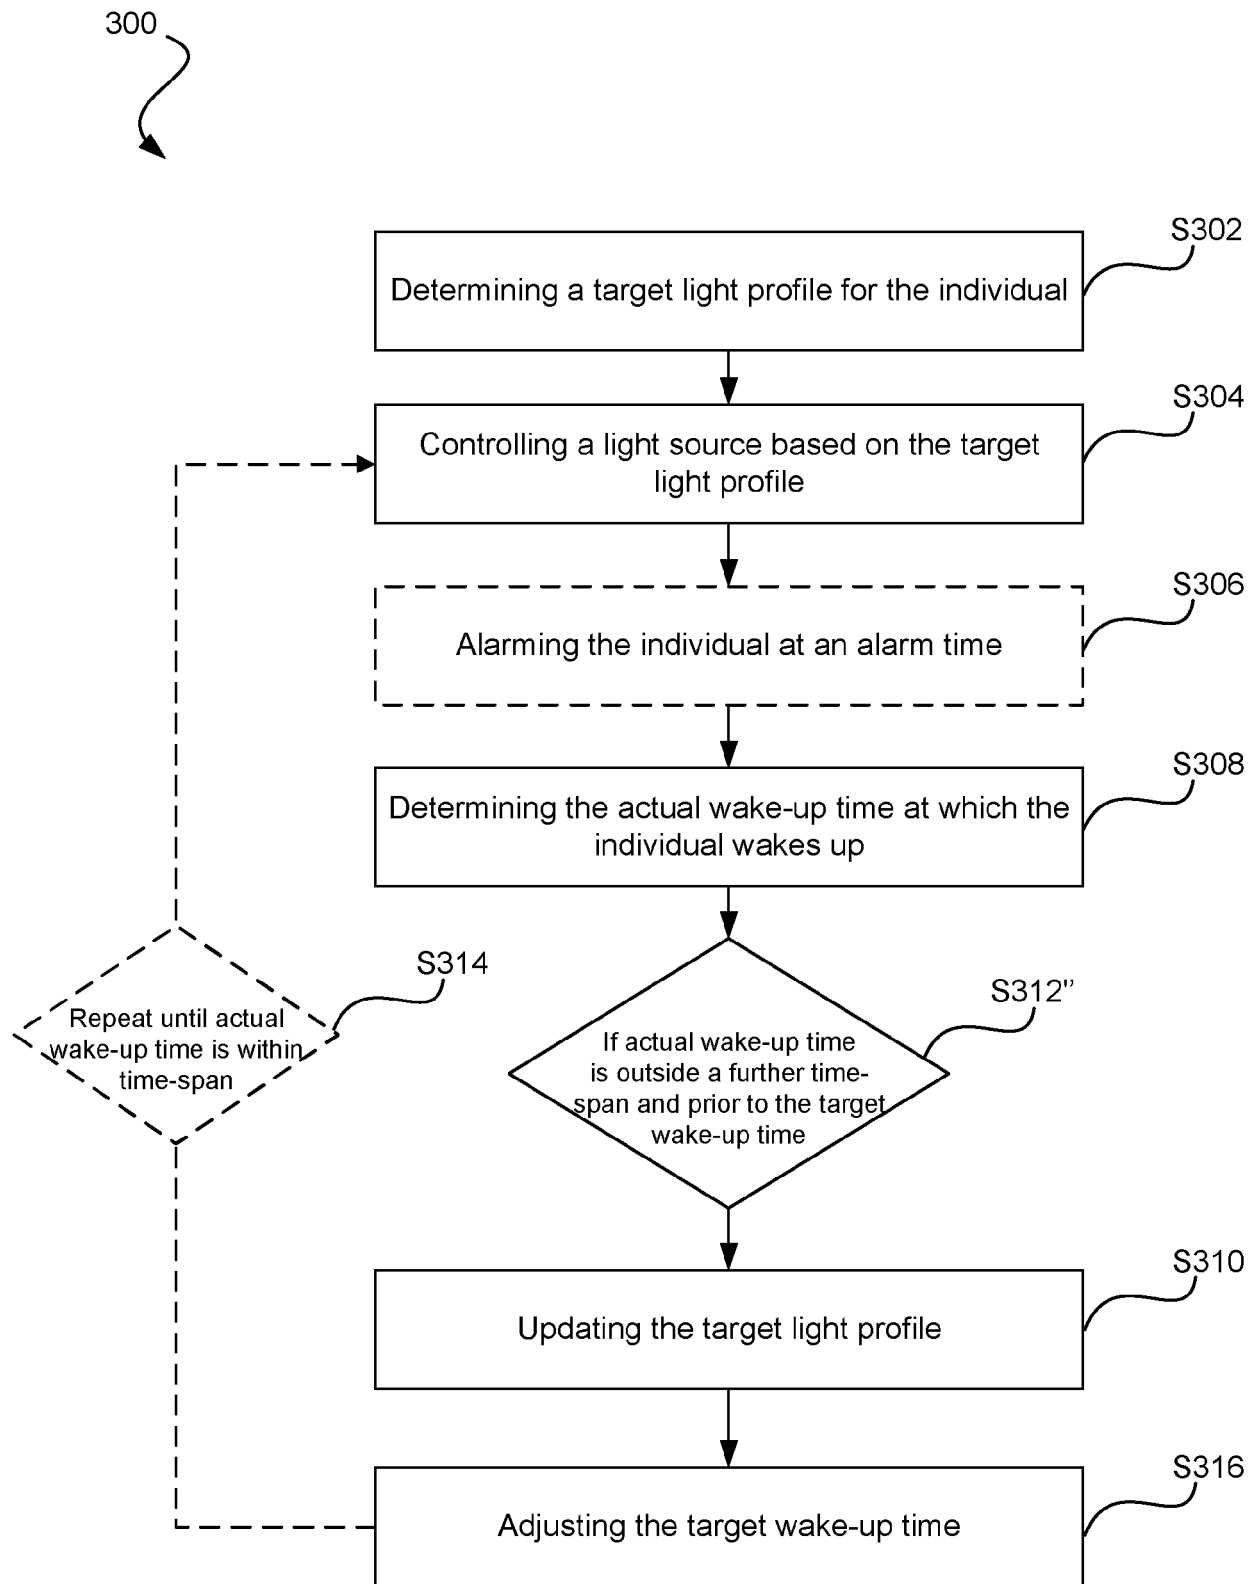 300
S302
Determining a target light profile for the individual
S304
Controlling a light source based on the target
light profile
S306
Alarming the individual at an alarm time
S308
Determining the actual wake-up time at which the
individual wakes up
S314
Repeat until actual
wake-up time is within
time-span
S312"
If actual wake-up time
is outside a further time-
span and prior to the target
wake-up time
S310
Updating the target light profile
S316
Adjusting the target wake-up time